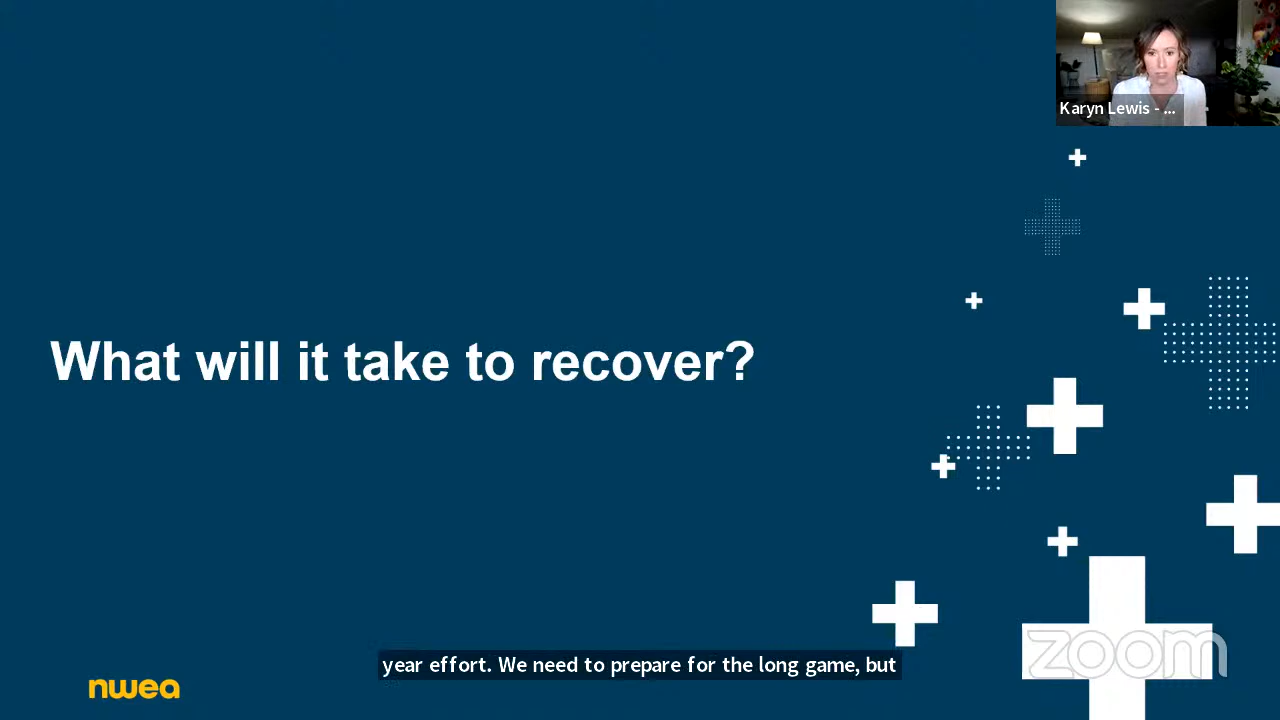 Karyn Lewis - ...
What will it take to recover?
year effort. We need to prepare for the long game, but
zoom
nwea